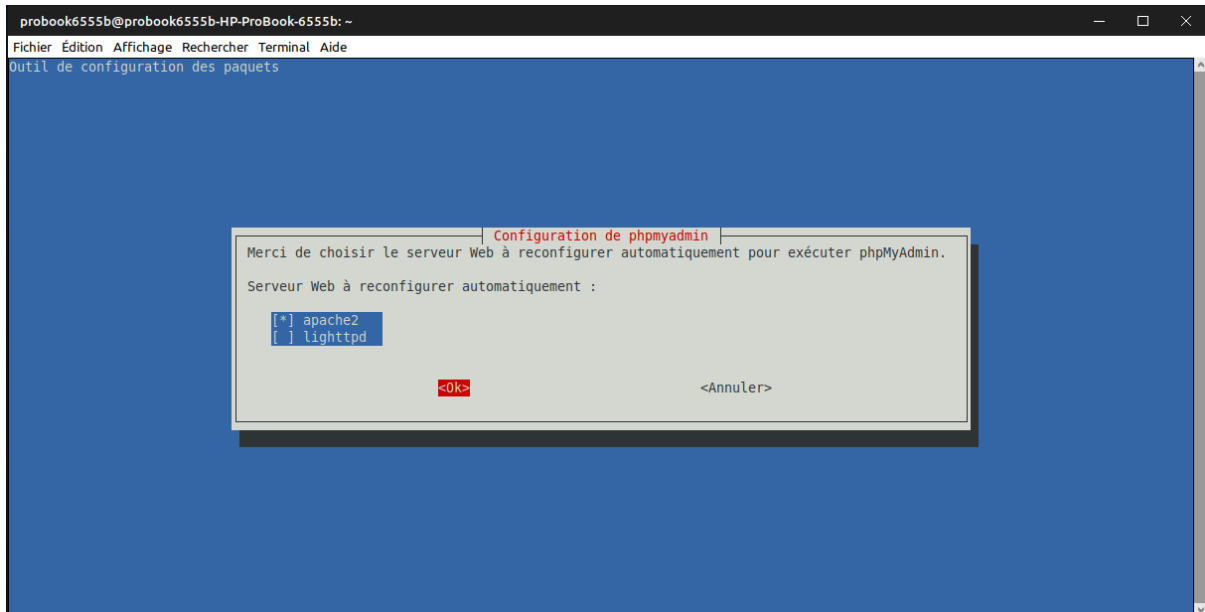 probook6555b@probook6555b-HP-ProBook-6555b: ~
Fichier Édition Affichage Rechercher Terminal Aide
Outil de configuration des paquets
Configuration de phpmyadmin
Merci de choisir le serveur Web à reconfigurer automatiquement pour exécuter phpMyAdmin.
Serveur Web à reconfigurer automatiquement :
[*] apache2
[ ] lighttpd
<Ok> <Annuler>